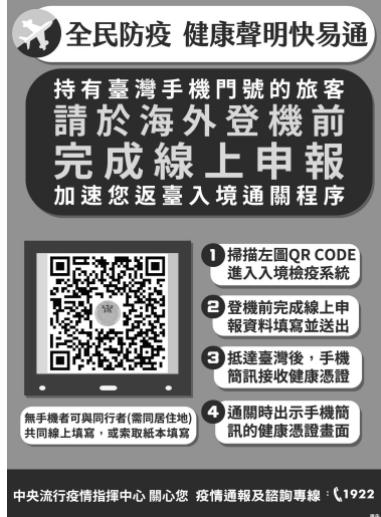 全民防疫 健康聲明快易通
持有臺灣手機門號的旅客
請於海外登機前
完成線上申報
加速您返臺入境通關程序
1 掃描左圖QR CODE
進入入境檢疫系統
2 登機前完成線上申
報資料填寫並送出
3 抵達臺灣後，手機
簡訊接收健康憑證
4 通關時出示手機簡
訊的健康憑證畫面
無手機者可與同行者(需同居住地)
共同線上填寫，或索取紙本填寫
中央流行疫情指揮中心 關心您 疫情通報及諮詢專線：1922